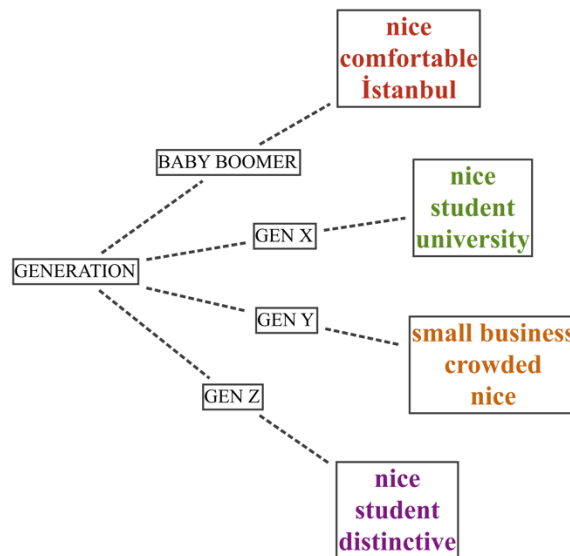 nice
comfortable
İstanbul
BABY BOOMER
nice
student
university
GEN X
GENERATION
GEN Y
small business
crowded
nice
GEN Z
nice
student
distinctive